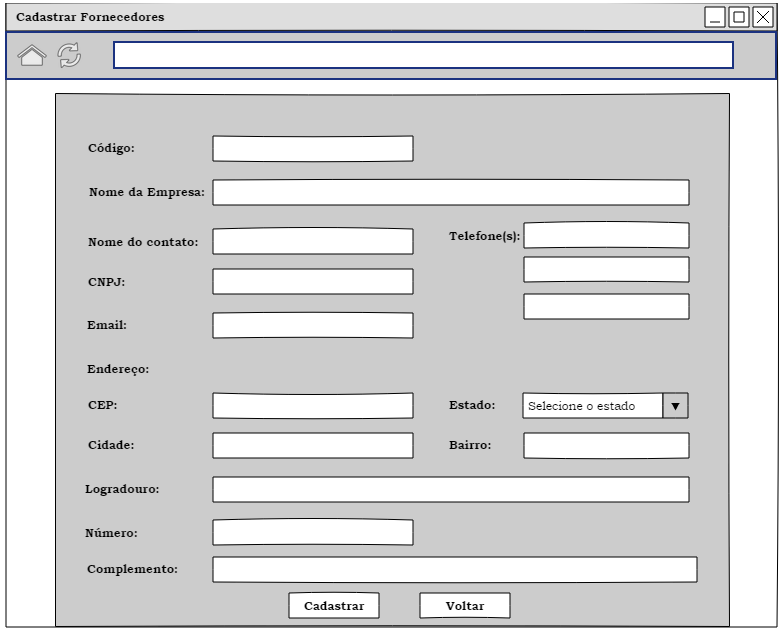 Cadastrar Fornecedores
Código:
Nome da Empresa:
Nome do contato:
Telefone(s):
CNPJ:
Email:
Endereço:
CEP:
Estado: Selecione o estado
Cidade:
Bairro:
Logradouro:
Número:
Complemento:
Cadastrar
Voltar